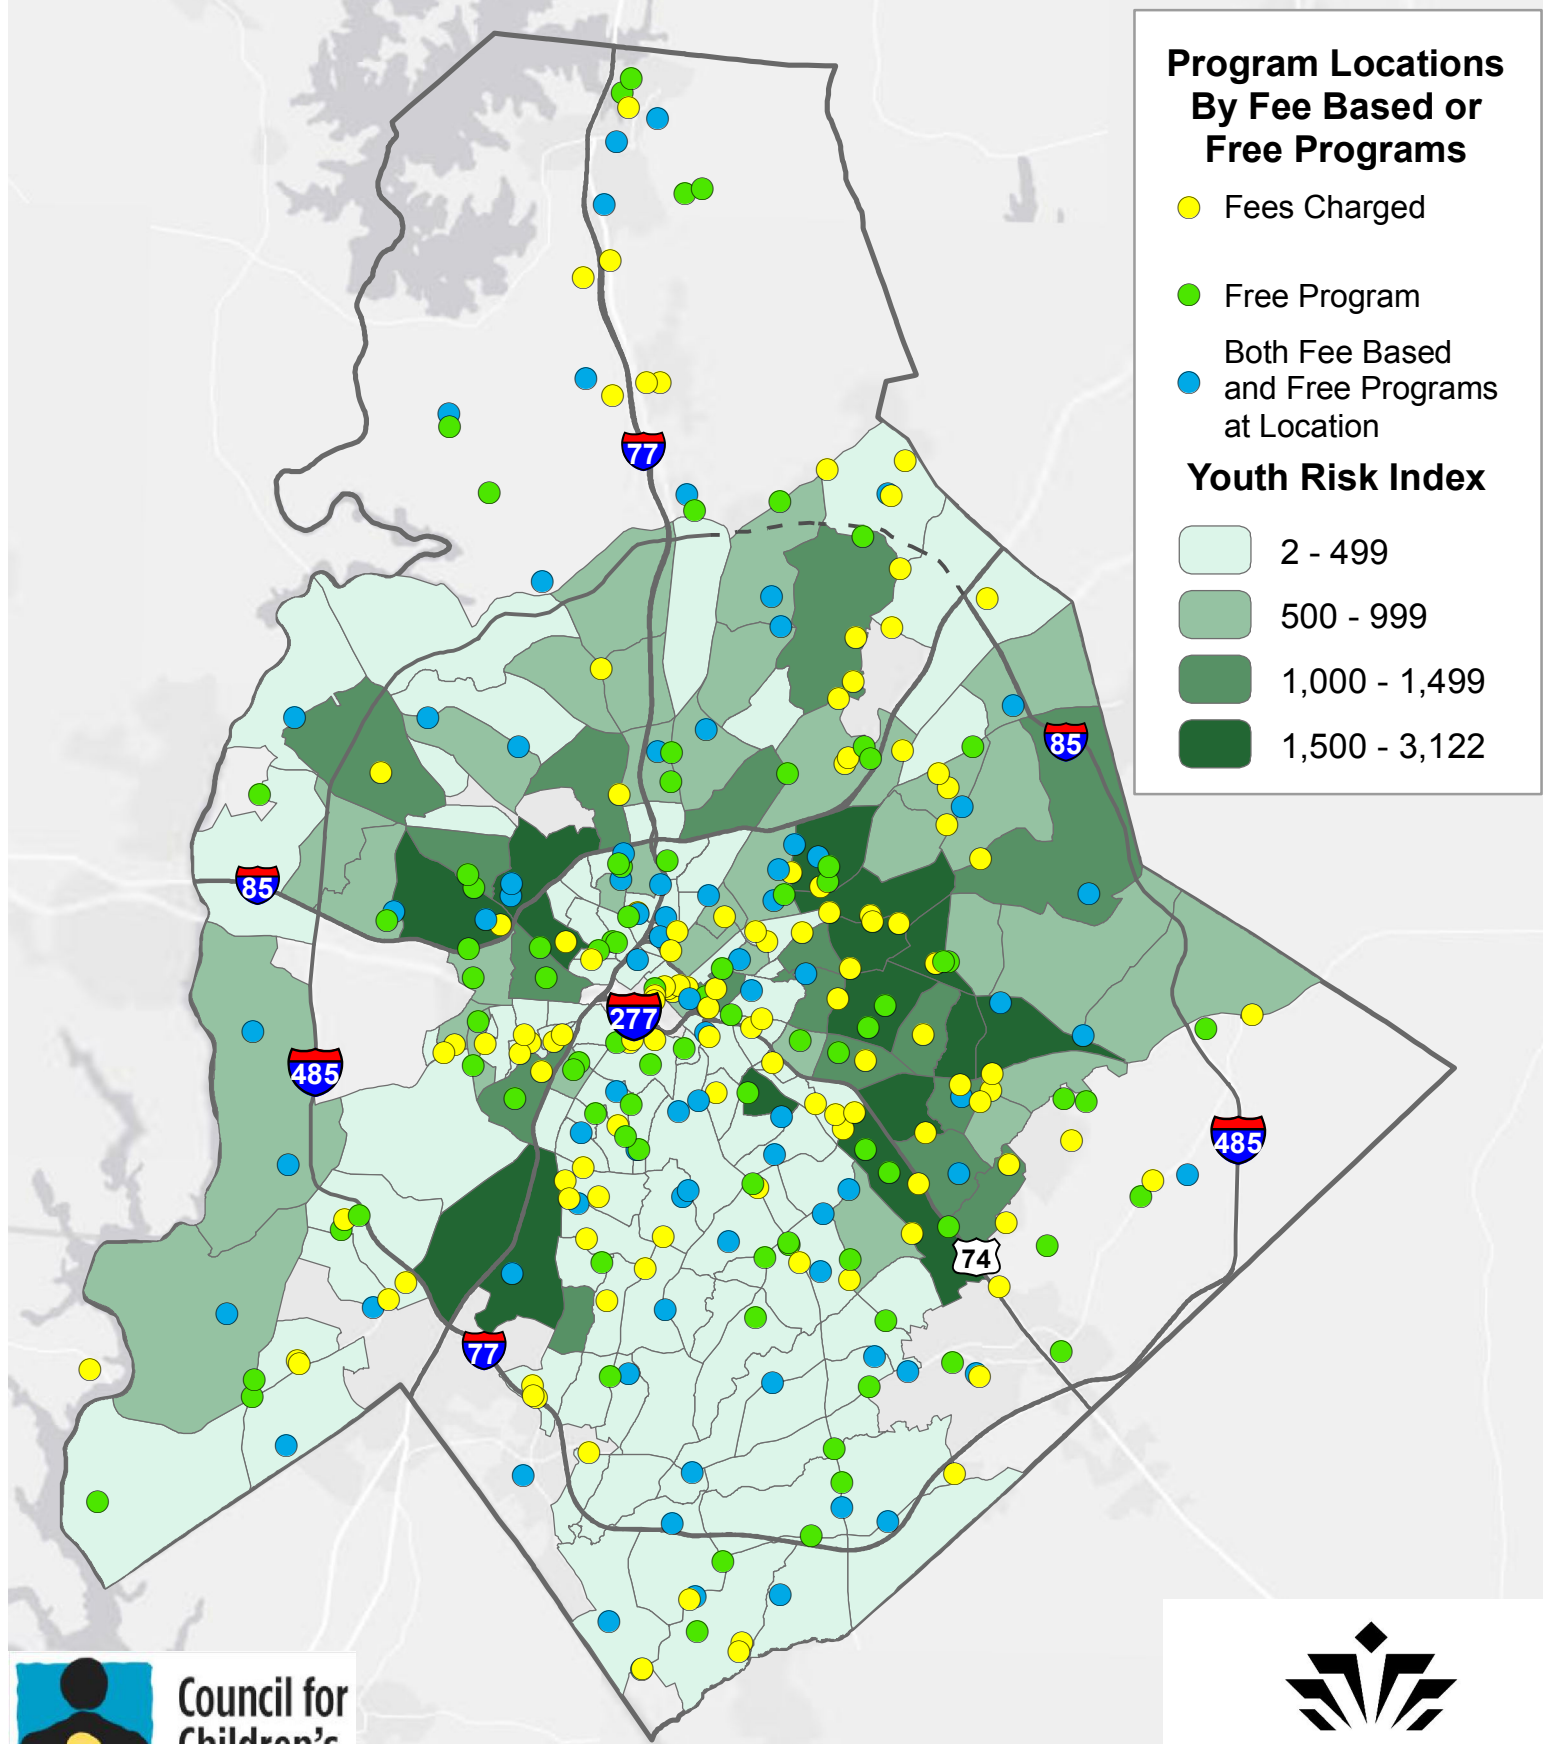 Program Locations
By Fee Based or
Free Programs
Fees Charged
Free Program
Both Fee Based
and Free Programs
at Location
Youth Risk Index
2 - 499
500 - 999
1,000 - 1,499
1,500 - 3,122
77
85
85
277
485
485
74
77
Council for
Children's